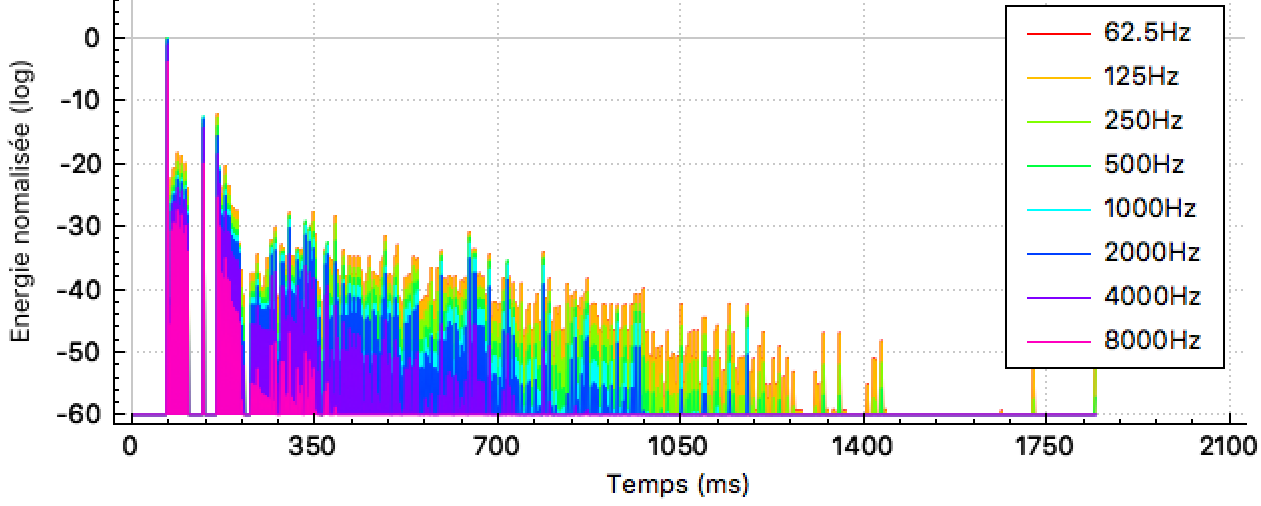 Energie nomalisée (log)
0
-10
-20
-30
-40
-50
-60
0 350 700 1050 1400 1750 2100
Temps (ms)
62.5Hz
125Hz
250Hz
500Hz
1000Hz
2000Hz
4000Hz
8000Hz